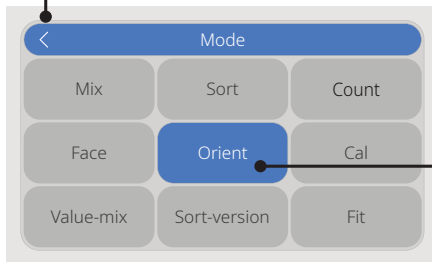 Mode
Mix Sort Count
Face Orient Cal
Value-mix Sort-version Fit